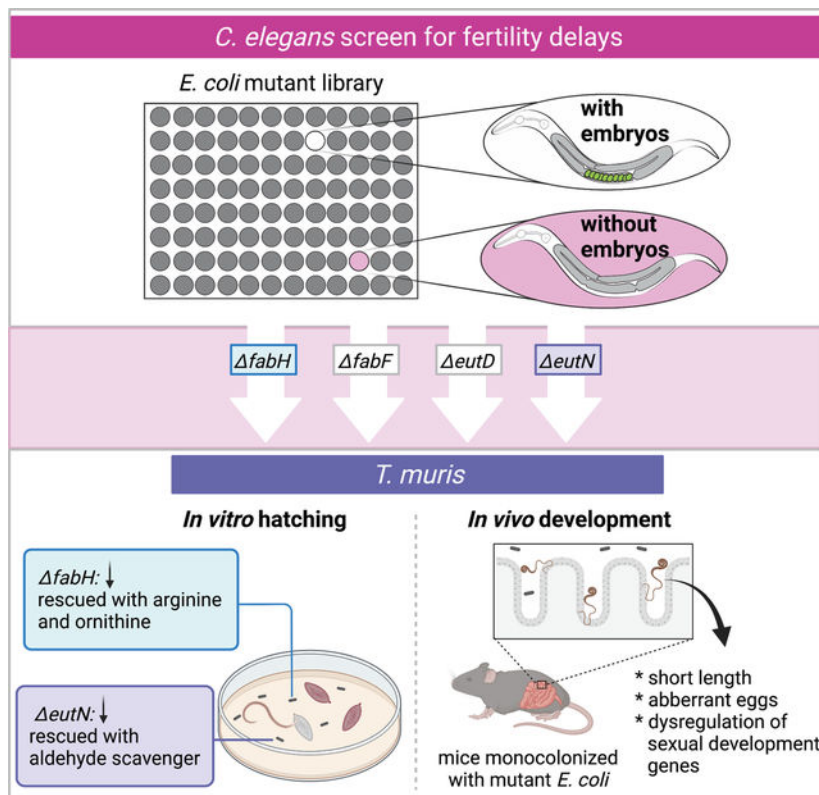 C. elegans screen for fertility delays
E. coli mutant library
with
embryos
without
embryos
ΔfabH
ΔfabF
ΔeutD
ΔeutN
T. muris
In vitro hatching
ΔfabH: ↓
rescued with arginine
and ornithine
ΔeutN: ↓
rescued with
aldehyde scavenger
In vivo development
* short length
* abberrant eggs
* dysregulation of
sexual development
genes
mice monocolonized
with mutant E. coli